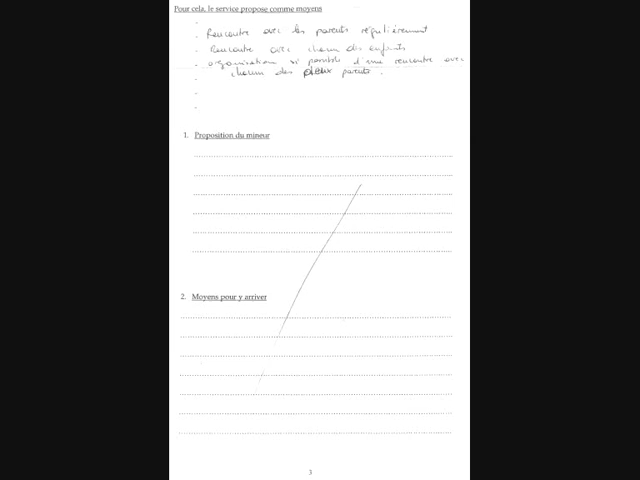 Pour cela, le service propose comme moyens
- Rencontre avec les parents régulièrement
- Rencontre avec chacun des enfants
- organisation si possible d'une rencontre avec
chacun des deux parents.
1. Proposition du mineur
2. Moyens pour y arriver
3